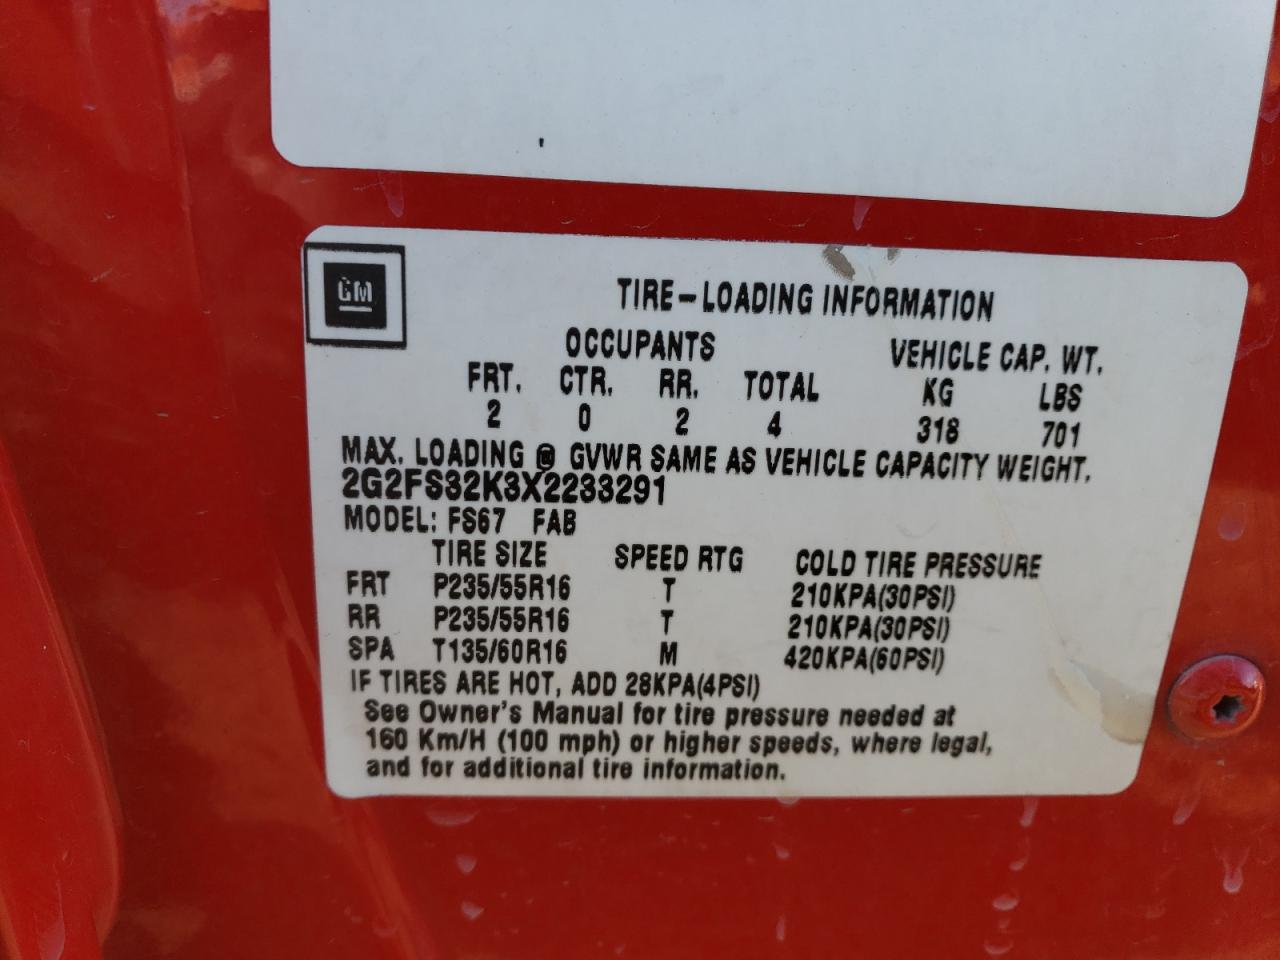 GM
TIRE-LOADING INFORMATION
OCCUPANTS VEHICLE CAP. WT.
FRT. CTR. RR. TOTAL KG LBS
2 0 2 4 318 701
MAX. LOADING @ GVWR SAME AS VEHICLE CAPACITY WEIGHT.
2G2FS32K3X2233291
MODEL: FS67 FAB
TIRE SIZE SPEED RTG COLD TIRE PRESSURE
FRT P235/55R16 T 210KPA(30PSI)
RR P235/55R16 T 210KPA(30PSI)
SPA T135/60R16 M 420KPA(60PSI)
IF TIRES ARE HOT, ADD 28KPA(4PSI)
See Owner's Manual for tire pressure needed at
160 Km/H (100 mph) or higher speeds, where legal,
and for additional tire information.